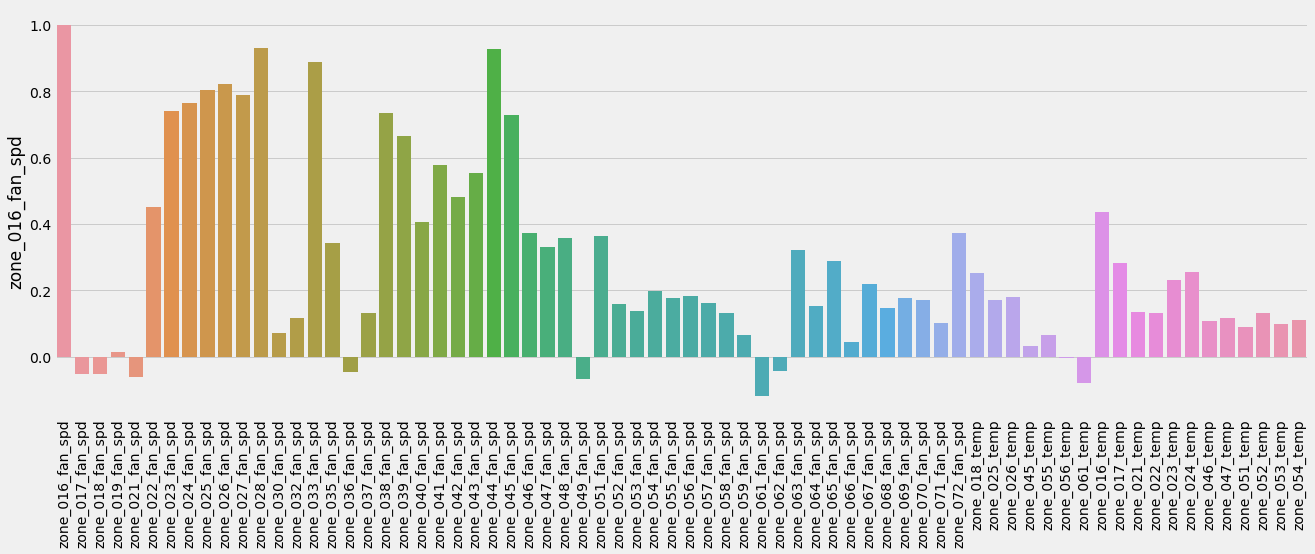 1.0
0.8
0.6
0.4
0.2
0.0
zone_016_fan_spd
zone_016_fan_spd
zone_017_fan_spd
zone_018_fan_spd
zone_019_fan_spd
zone_021_fan_spd
zone_022_fan_spd
zone_023_fan_spd
zone_024_fan_spd
zone_025_fan_spd
zone_026_fan_spd
zone_027_fan_spd
zone_028_fan_spd
zone_030_fan_spd
zone_032_fan_spd
zone_033_fan_spd
zone_035_fan_spd
zone_036_fan_spd
zone_037_fan_spd
zone_038_fan_spd
zone_039_fan_spd
zone_040_fan_spd
zone_041_fan_spd
zone_042_fan_spd
zone_043_fan_spd
zone_044_fan_spd
zone_045_fan_spd
zone_046_fan_spd
zone_047_fan_spd
zone_048_fan_spd
zone_049_fan_spd
zone_051_fan_spd
zone_052_fan_spd
zone_053_fan_spd
zone_054_fan_spd
zone_055_fan_spd
zone_056_fan_spd
zone_057_fan_spd
zone_058_fan_spd
zone_059_fan_spd
zone_061_fan_spd
zone_062_fan_spd
zone_063_fan_spd
zone_064_fan_spd
zone_065_fan_spd
zone_066_fan_spd
zone_067_fan_spd
zone_068_fan_spd
zone_069_fan_spd
zone_070_fan_spd
zone_071_fan_spd
zone_072_fan_spd
zone_018_temp
zone_025_temp
zone_026_temp
zone_045_temp
zone_055_temp
zone_056_temp
zone_061_temp
zone_016_temp
zone_017_temp
zone_021_temp
zone_022_temp
zone_023_temp
zone_024_temp
zone_046_temp
zone_047_temp
zone_051_temp
zone_052_temp
zone_053_temp
zone_054_temp